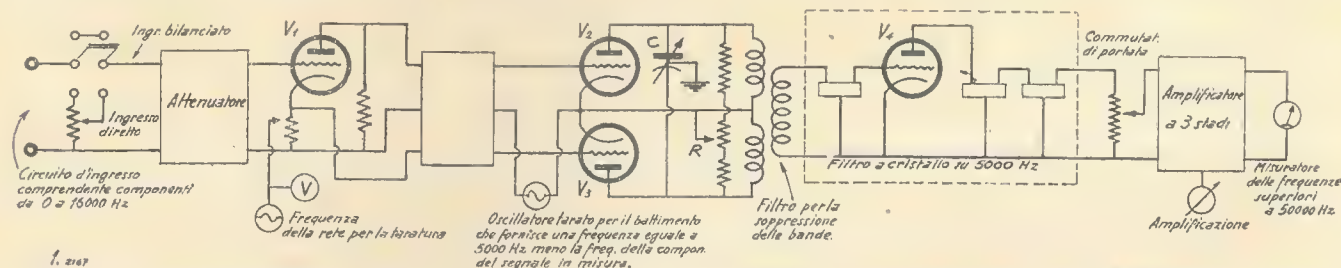 Ingr. bilanciato
Attenuatore
Ingresso
diretto
Circuito d'ingresso
comprendente componenti
da 0 a 16000 Hz
V1
V
Frequenza
della rete per la taratura
V2
V3
C
R
Oscillatore tarato per il battimento
che fornisce una frequenza eguale a
5000 Hz meno la freq. della compon.
del segnale in misura.
Filtro per la
soppressione
delle bande.
V4
Filtro a cristallo su 5000 Hz
Commutat.
di portata
Amplificatore
a 3 stadi
Amplificazione
Misuratore
delle frequenze
superiori
a 50000 Hz
1. 2167